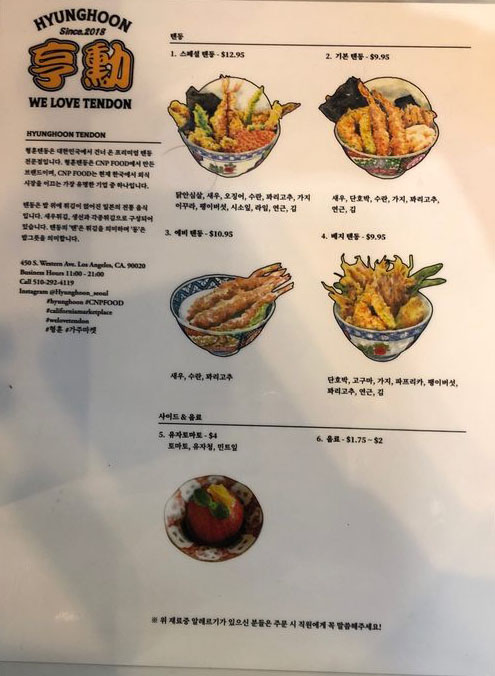 HYUNGHOON
Since.2018
亨勳
WE LOVE TENDON
HYUNGHOON TENDON
형훈텐동은 대한민국에서 건너 온 프리미엄 텐동
전문점입니다. 형훈텐동은 CNP FOOD에서 만든
브랜드이며, CNP FOOD는 현재 한국에서 외식
시장을 이끄는 가장 유명한 기업 중 하나입니다.
텐동은 밥 위에 튀김이 얹어진 일본의 전통 음식
입니다. 새우튀김, 생선과 각종튀김으로 구성되어
있습니다. 텐동의 '텐'은 튀김을 의미하며 '동'은
밥그릇을 의미합니다.
450 S. Western Ave. Los Angeles, CA. 90020
Business Hours 11:00 - 21:00
Call 510-292-4119
Instagram @Hyunghoon_seoul
#hyunghoon #CNPFOOD
#californiamarketplace
#welovetendon
#형훈 #가주마켓
텐동
1. 스페셜 텐동 - $12.95
닭안심살, 새우, 오징어, 수란, 꽈리고추, 가지
이꾸라, 팽이버섯, 시소잎, 라임, 연근, 김
2. 기본 텐동 - $9.95
새우, 단호박, 수란, 가지, 꽈리고추,
연근, 김
3. 에비 텐동 - $10.95
새우, 수란, 꽈리고추
4. 베지 텐동 - $9.95
단호박, 고구마, 가지, 파프리카, 팽이버섯,
꽈리고추, 연근, 김
사이드 & 음료
5. 유자토마토 - $4
토마토, 유자청, 민트잎
6. 음료 - $1.75 ~ $2
※ 위 재료중 알레르기가 있으신 분들은 주문 시 직원에게 꼭 말씀해주세요!